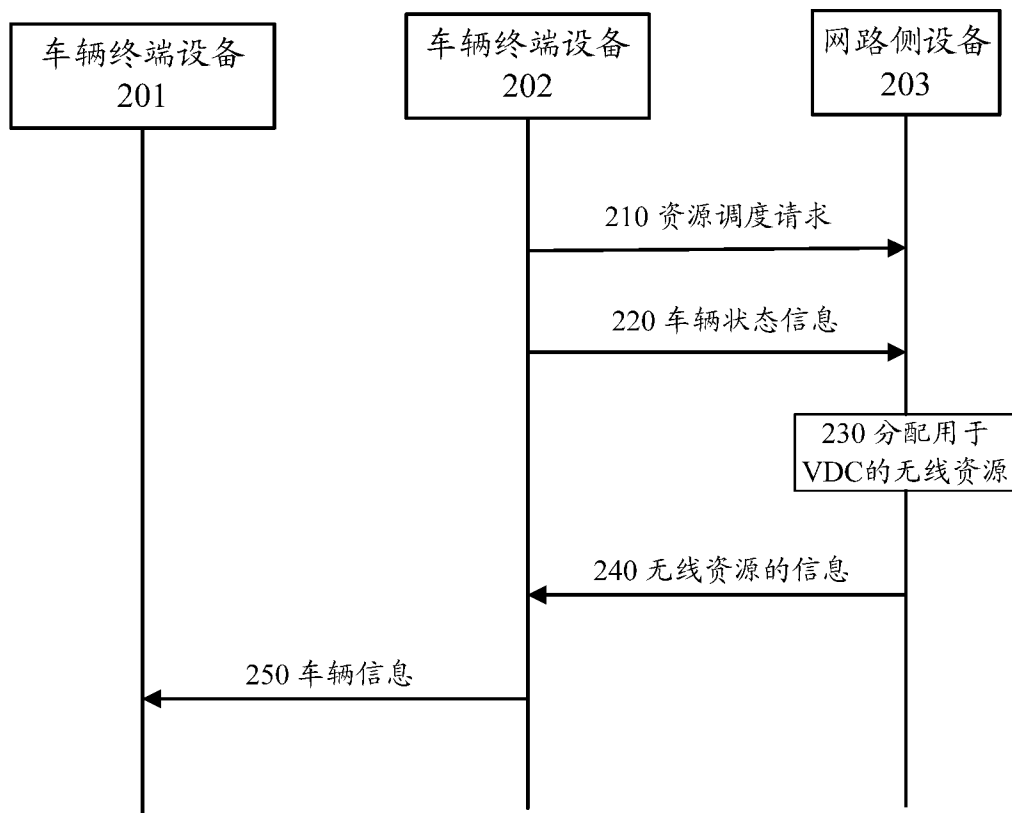 车辆终端设备
201
车辆终端设备
202
网路侧设备
203
210 资源调度请求
220 车辆状态信息
230 分配用于
VDC的无线资源
240 无线资源的信息
250 车辆信息